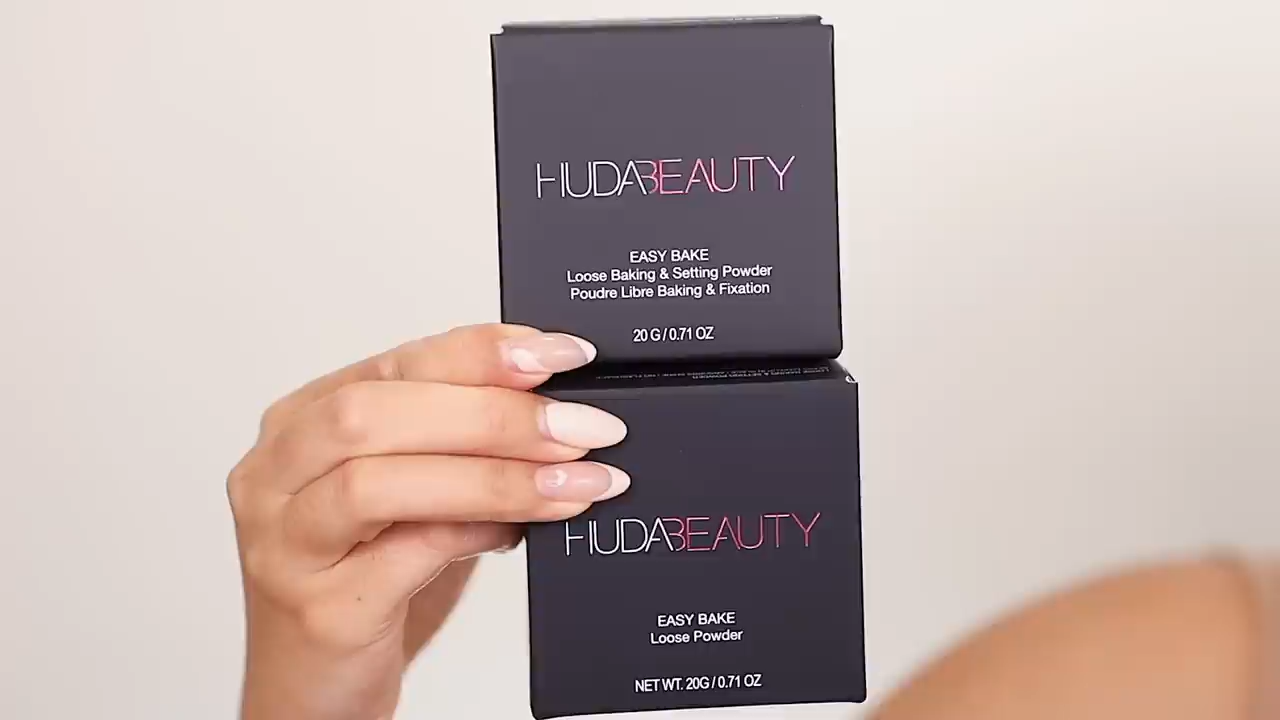 HUDABEAUTY
EASY BAKE
Loose Baking & Setting Powder
Poudre Libre Baking & Fixation
20 G / 0.71 OZ
HUDABEAUTY
EASY BAKE
Loose Powder
NET WT. 20G / 0.71 OZ